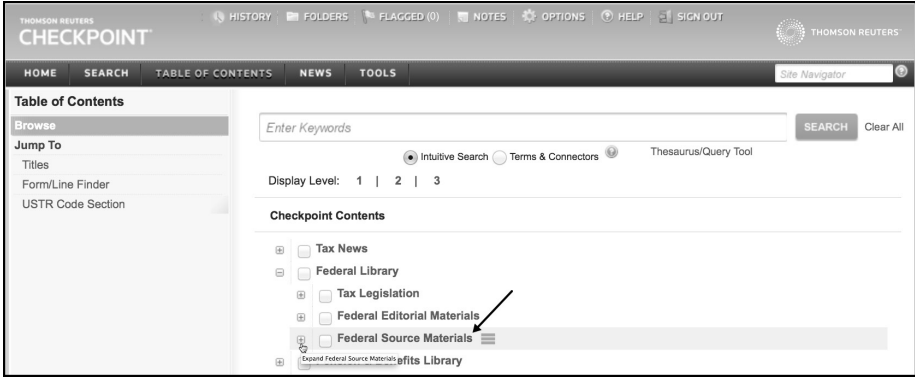 THOMSON REUTERS
CHECKPOINT™
HISTORY FOLDERS FLAGGED (0) NOTES OPTIONS ? HELP SIGN OUT
THOMSON REUTERS™
HOME SEARCH TABLE OF CONTENTS NEWS TOOLS
Site Navigator ?
Table of Contents
Browse
Jump To
Titles
Form/Line Finder
USTR Code Section
Enter Keywords SEARCH Clear All
Intuitive Search Terms & Connectors ? Thesaurus/Query Tool
Display Level: 1 | 2 | 3
Checkpoint Contents
Tax News
Federal Library
Tax Legislation
Federal Editorial Materials
Federal Source Materials
Expand Federal Source Materials
Library